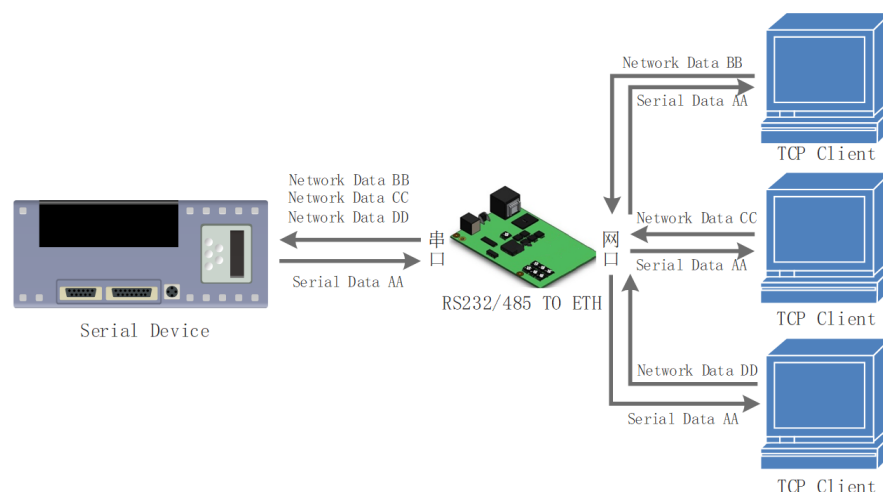 Network Data BB
Serial Data AA
TCP Client
Network Data BB
Network Data CC
Network Data DD
Serial Data AA
Serial Device
串口
RS232/485 TO ETH
网口
Network Data CC
Serial Data AA
TCP Client
Network Data DD
Serial Data AA
TCP Client